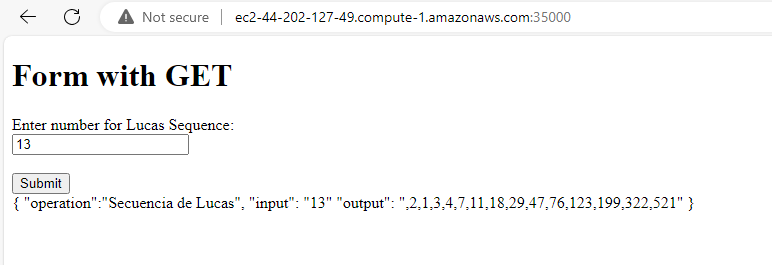 Not secure | ec2-44-202-127-49.compute-1.amazonaws.com:35000
Form with GET
Enter number for Lucas Sequence:
13
Submit
{ "operation":"Secuencia de Lucas", "input": "13" "output": ",2,1,3,4,7,11,18,29,47,76,123,199,322,521" }